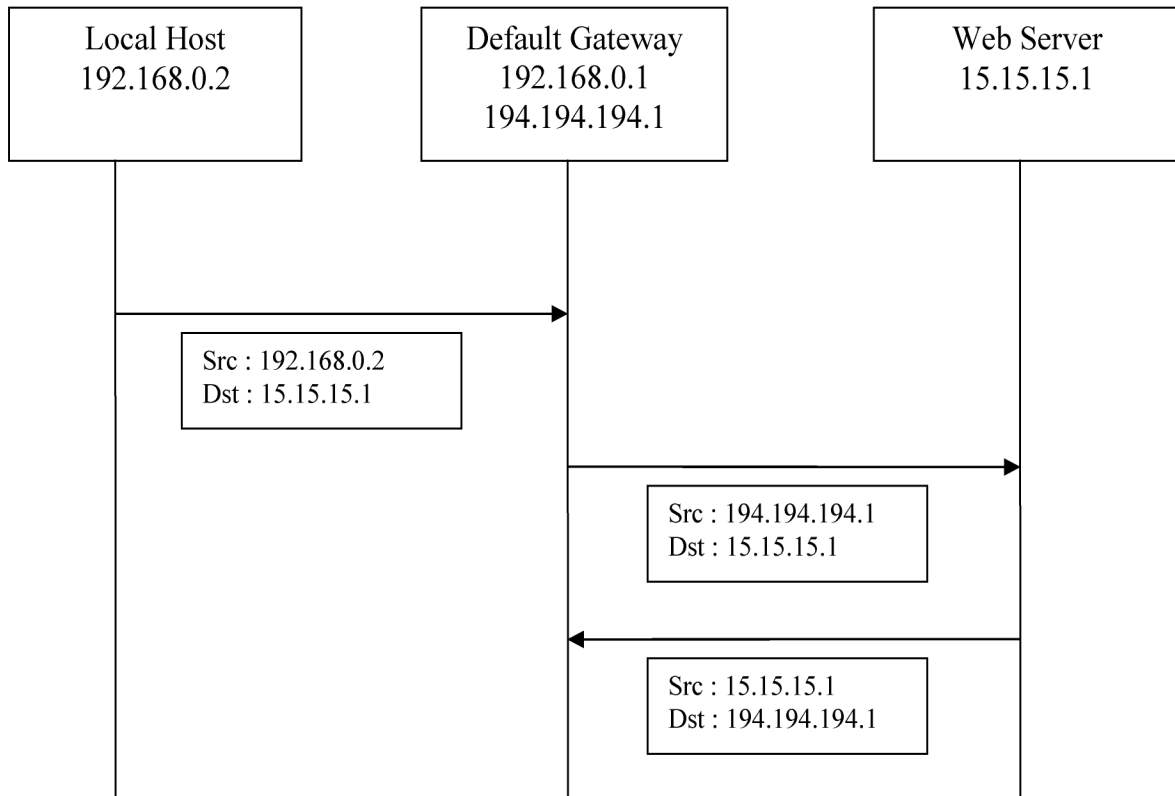 Local Host
192.168.0.2
Default Gateway
192.168.0.1
194.194.194.1
Web Server
15.15.15.1
Src : 192.168.0.2
Dst : 15.15.15.1
Src : 194.194.194.1
Dst : 15.15.15.1
Src : 15.15.15.1
Dst : 194.194.194.1